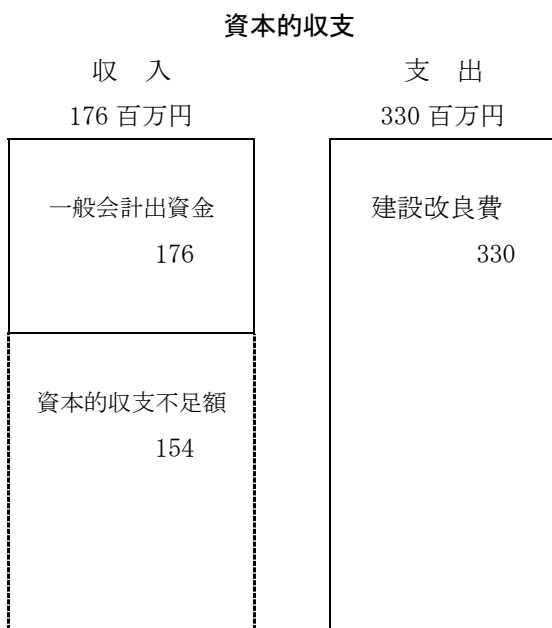 資本的収支
収 入
176 百万円
一般会計出資金
176
資本的収支不足額
154
支 出
330 百万円
建設改良費
330